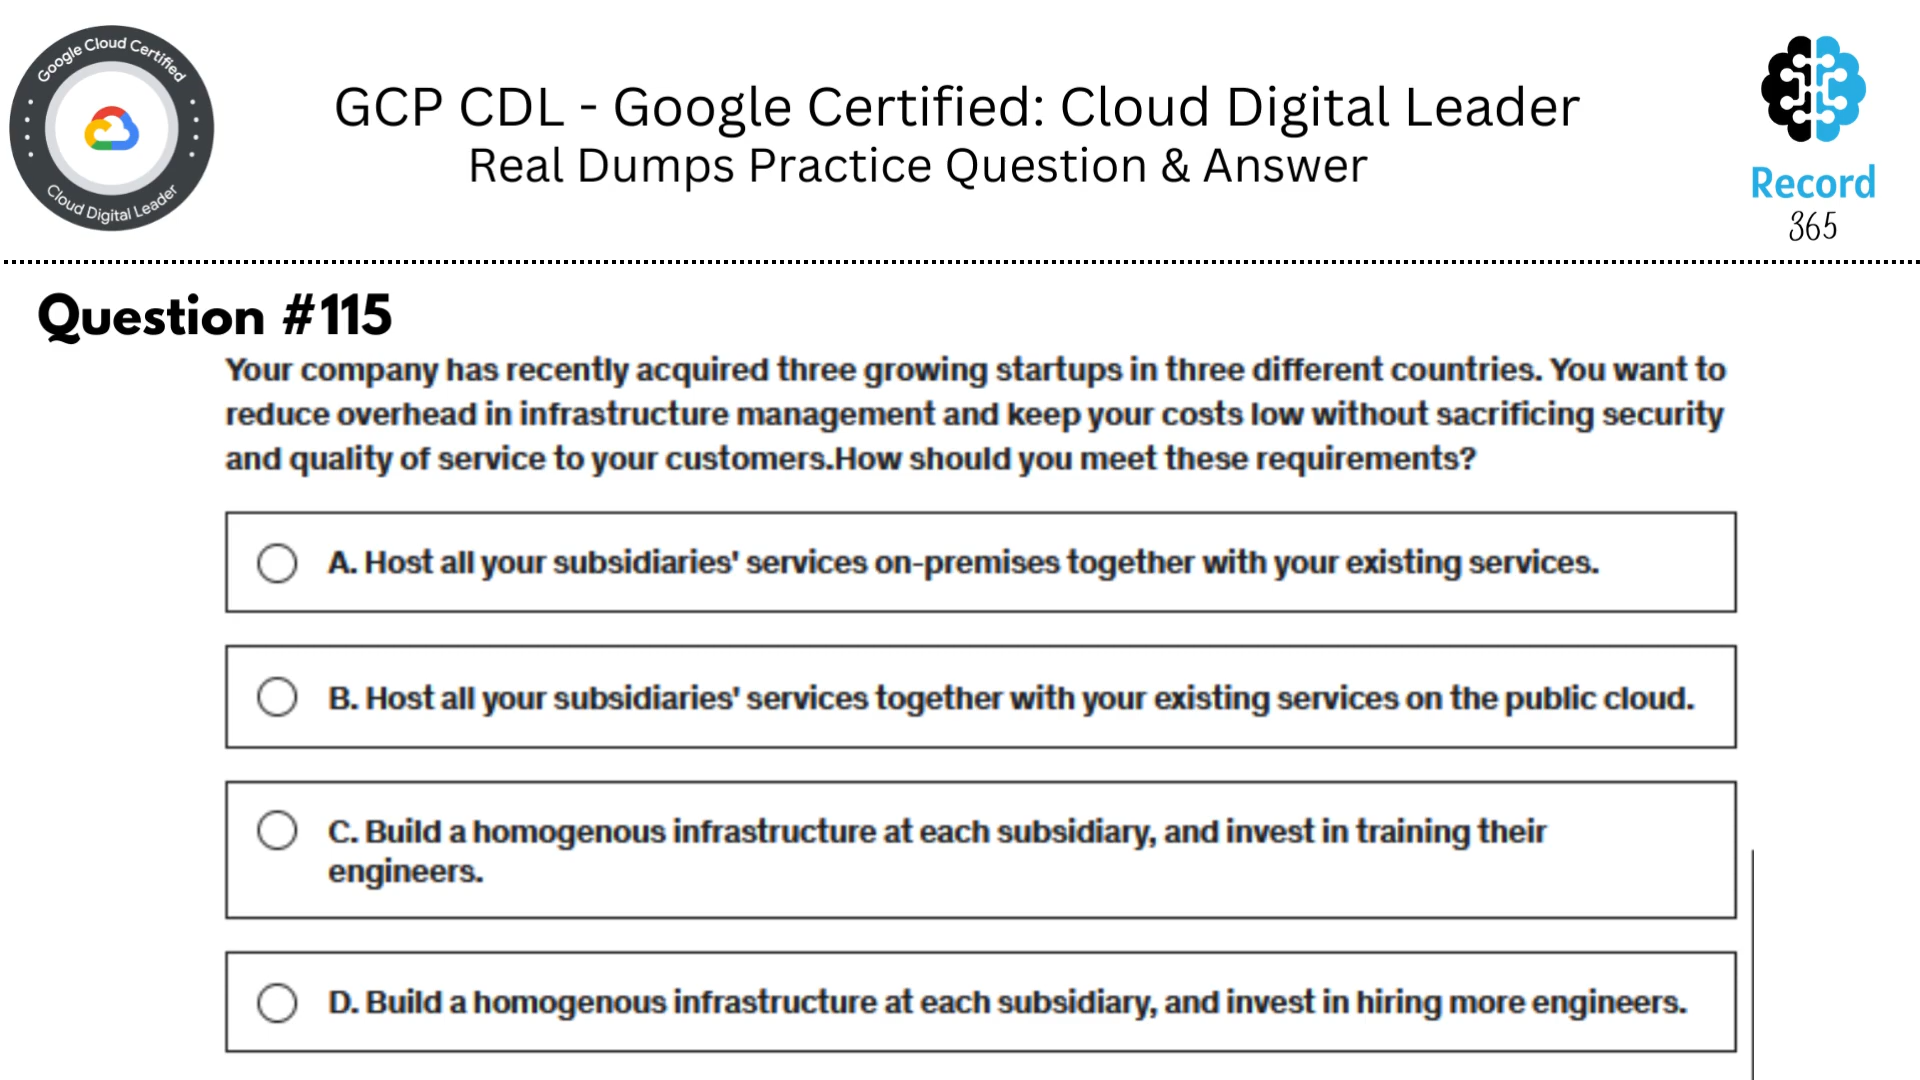 Google Cloud Certified
Cloud Digital Leader
GCP CDL - Google Certified: Cloud Digital Leader
Real Dumps Practice Question & Answer
Record
365
Question #115
Your company has recently acquired three growing startups in three different countries. You want to
reduce overhead in infrastructure management and keep your costs low without sacrificing security
and quality of service to your customers.How should you meet these requirements?
A. Host all your subsidiaries' services on-premises together with your existing services.
B. Host all your subsidiaries' services together with your existing services on the public cloud.
C. Build a homogenous infrastructure at each subsidiary, and invest in training their
engineers.
D. Build a homogenous infrastructure at each subsidiary, and invest in hiring more engineers.